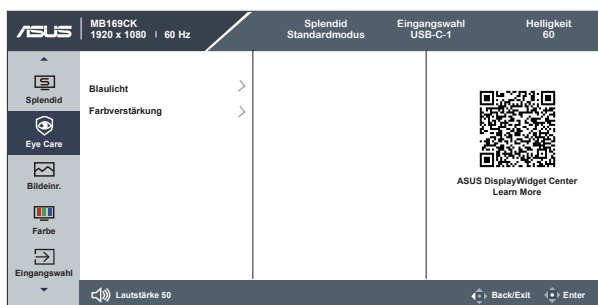 ASUS
MB169CK
1920 x 1080 | 60 Hz
Splendid
Standardmodus
Eingangswahl
USB-C-1
Helligkeit
60
Splendid
Eye Care
Bildeinr.
Farbe
Eingangswahl
Blaulicht
Farbverstärkung
ASUS DisplayWidget Center
Learn More
Lautstärke 50
Back/Exit
Enter